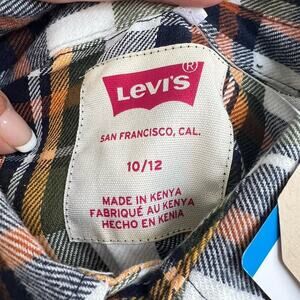 Levi's ®
SAN FRANCISCO, CAL.
10/12
MADE IN KENYA
FABRIQUÉ AU KENYA
HECHO EN KENIA